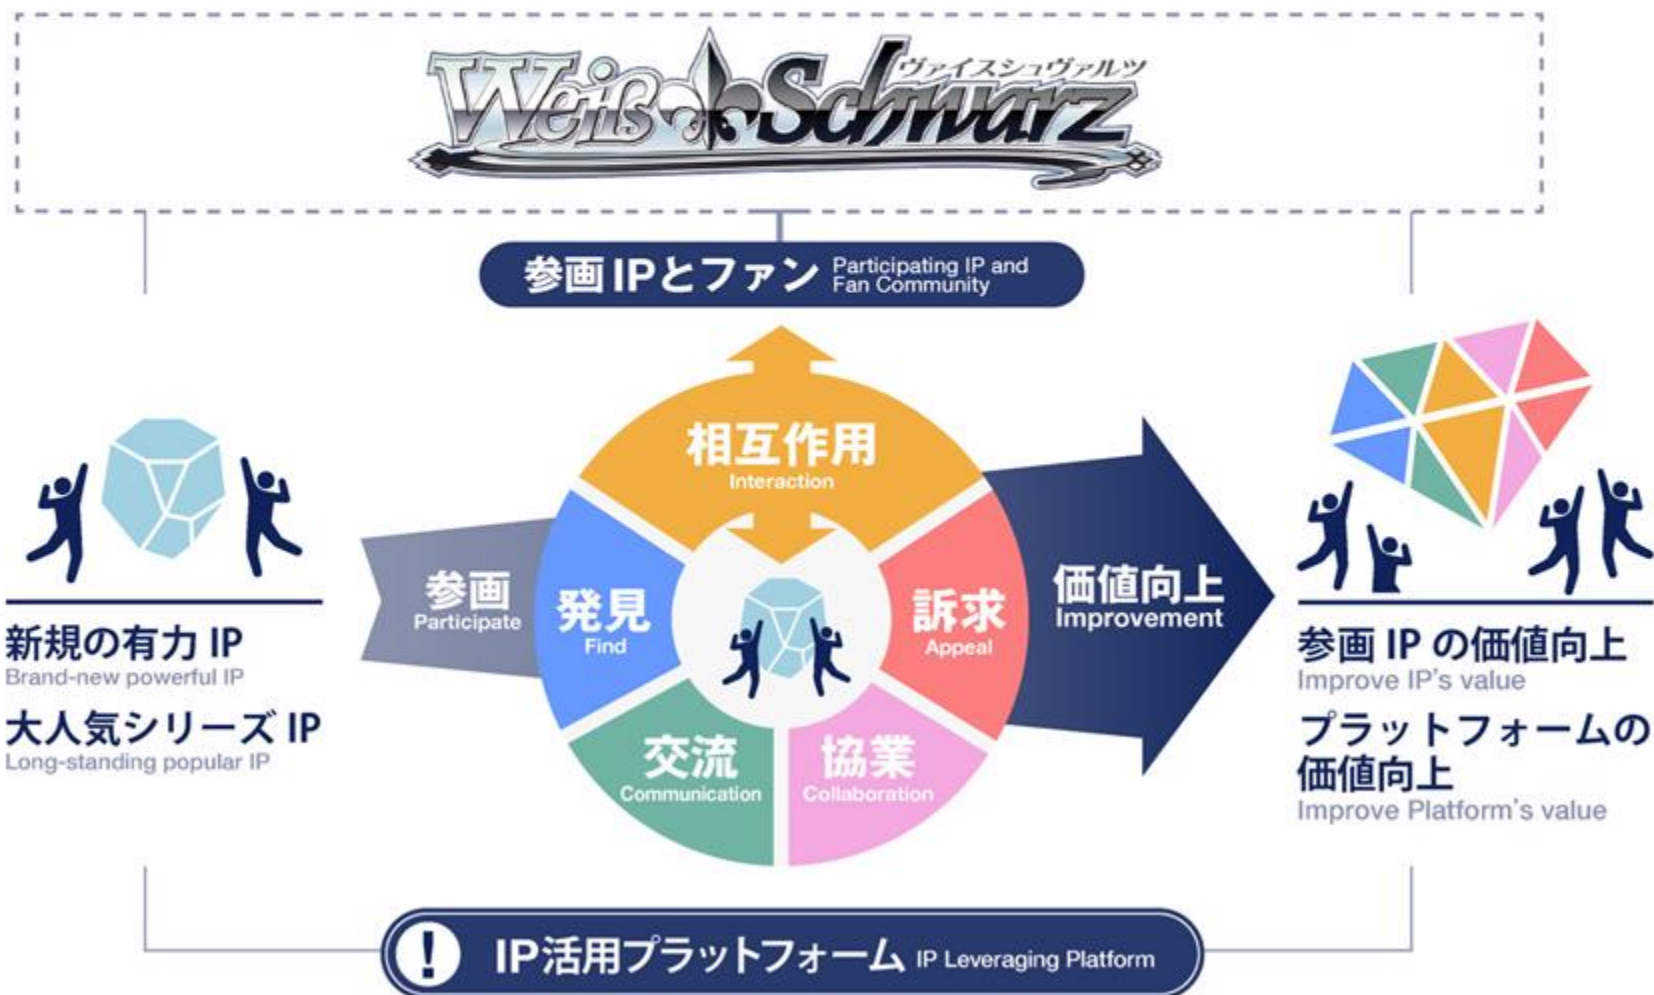 Weiß Schwarz
ヴァイスシュヴァルツ
参画 IPとファン Participating IP and
Fan Community
相互作用
Interaction
参画
Participate
発見
Find
訴求
Appeal
価値向上
Improvement
交流
Communication
協業
Collaboration
新規の有力 IP
Brand-new powerful IP
大人気シリーズ IP
Long-standing popular IP
参画 IP の価値向上
Improve IP's value
プラットフォームの
価値向上
Improve Platform's value
! IP活用プラットフォーム IP Leveraging Platform